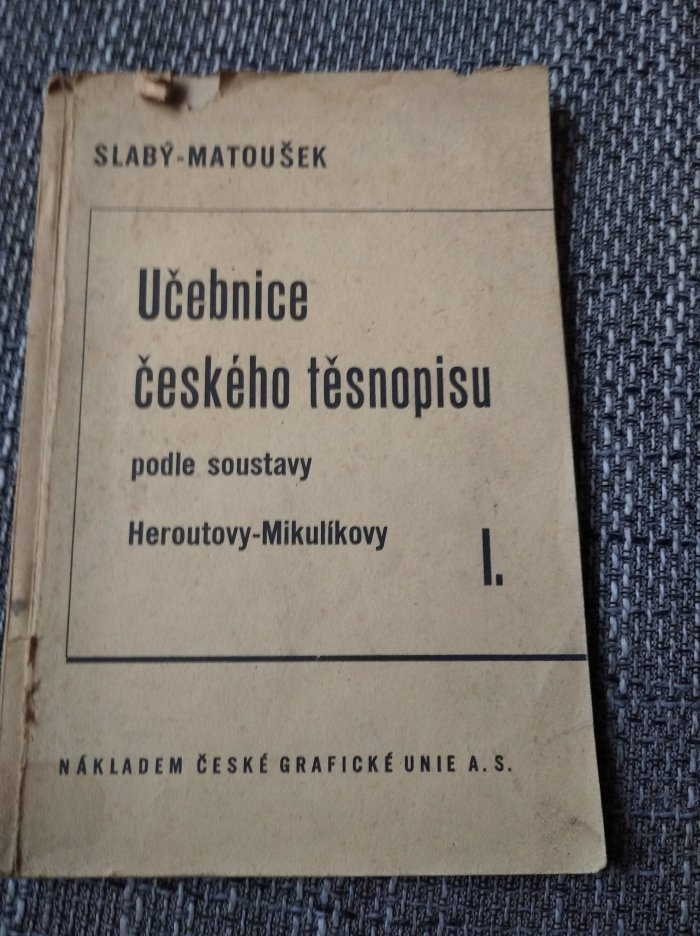 SLABÝ-MATOUŠEK
Učebnice
českého těsnopisu
podle soustavy
Heroutovy-Mikulíkovy
I.
NÁKLADEM ČESKÉ GRAFICKÉ UNIE A. S.